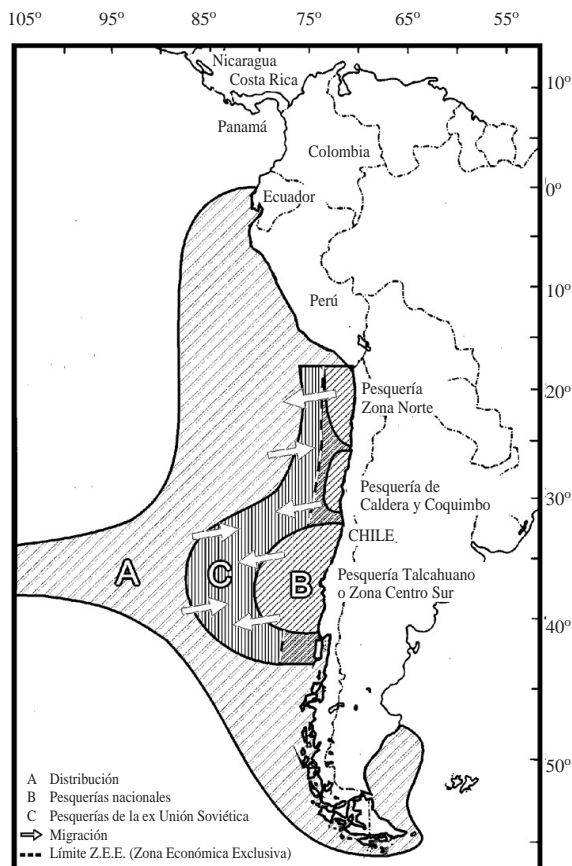 105º 95º 85º 75º 65º 55º
Nicaragua
Costa Rica
10º
Panamá
Colombia
0º
Ecuador
10º
Perú
20º
Pesquería
Zona Norte
Pesquería de
Caldera y Coquimbo
30º
CHILE
A
C
B
Pesquería Talcahuano
o Zona Centro Sur
40º
50º
A Distribución
B Pesquerías nacionales
C Pesquerías de la ex Unión Soviética
Migración
Límite Z.E.E. (Zona Económica Exclusiva)